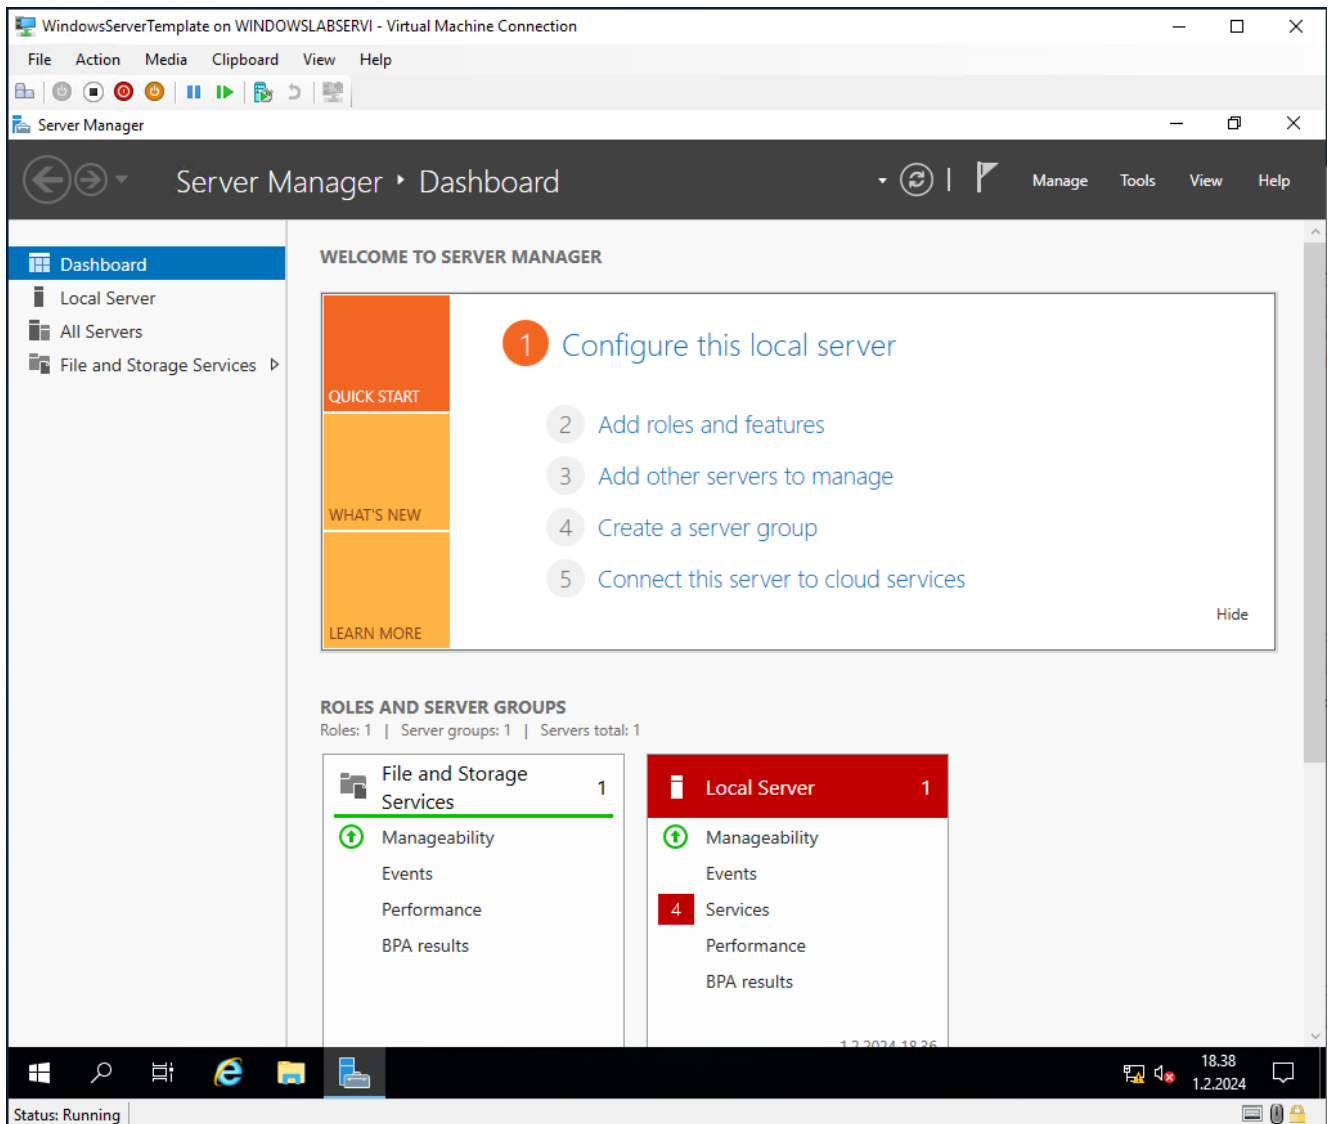 WindowsServerTemplate on WINDOWSLABSERVI - Virtual Machine Connection
File Action Media Clipboard View Help
Server Manager
Server Manager ‣ Dashboard
Manage Tools View Help
Dashboard
Local Server
All Servers
File and Storage Services
WELCOME TO SERVER MANAGER
QUICK START
WHAT'S NEW
LEARN MORE
1 Configure this local server
2 Add roles and features
3 Add other servers to manage
4 Create a server group
5 Connect this server to cloud services
Hide
ROLES AND SERVER GROUPS
Roles: 1 | Server groups: 1 | Servers total: 1
File and Storage
Services 1
Manageability
Events
Performance
BPA results
Local Server 1
Manageability
Events
4 Services
Performance
BPA results
1.2.2024 18.36
18.38
1.2.2024
Status: Running